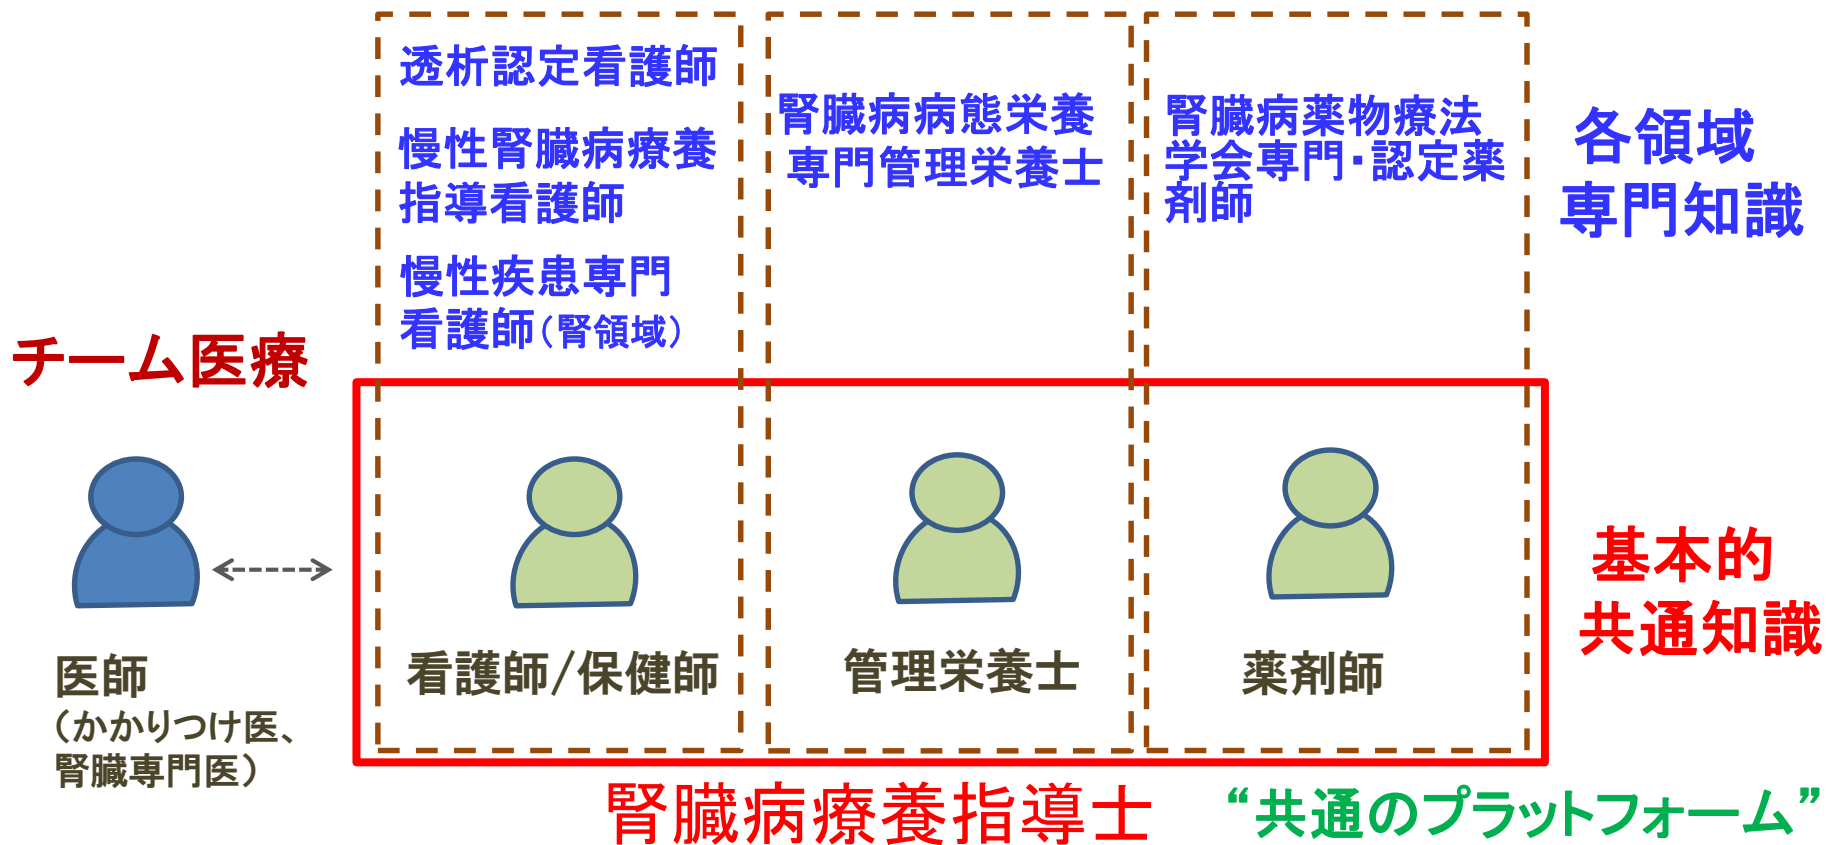 透析認定看護師
慢性腎臓病療養
指導看護師
慢性疾患専門
看護師（腎領域）
腎臓病病態栄養
専門管理栄養士
腎臓病薬物療法
学会専門・認定薬
剤師
各領域
専門知識
チーム医療
医師
（かかりつけ医、
腎臓専門医）
看護師/保健師
管理栄養士
薬剤師
基本的
共通知識
腎臓病療養指導士
“共通のプラットフォーム”